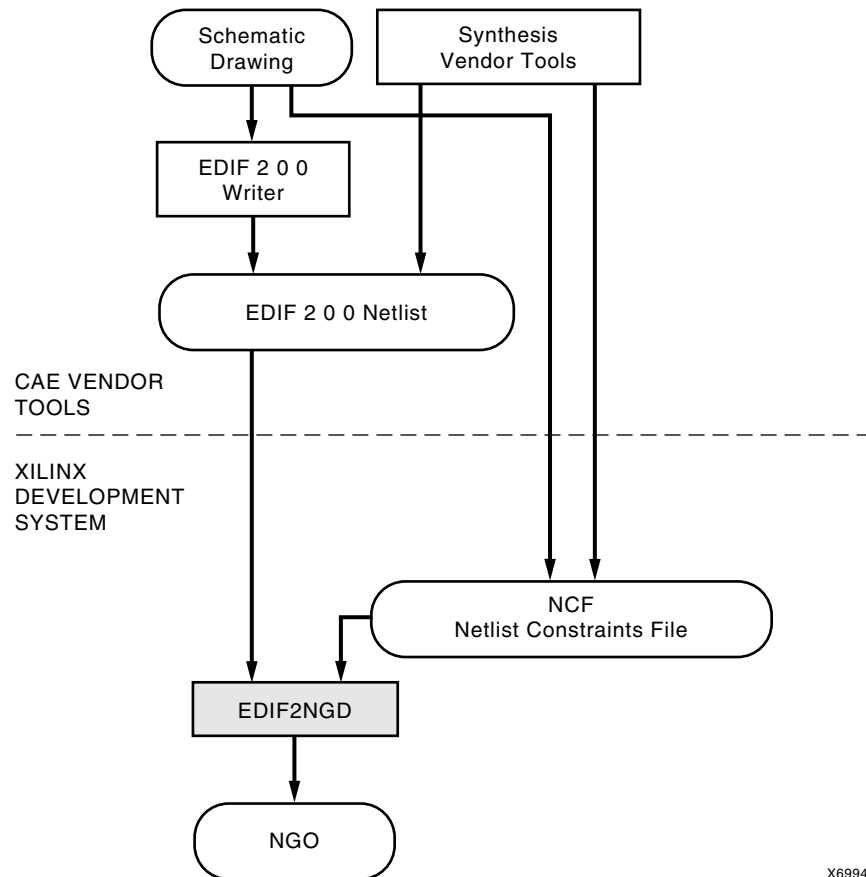 Schematic
Drawing
Synthesis
Vendor Tools
EDIF 2 0 0
Writer
EDIF 2 0 0 Netlist
CAE VENDOR
TOOLS
XILINX
DEVELOPMENT
SYSTEM
NCF
Netlist Constraints File
EDIF2NGD
NGO
X6994